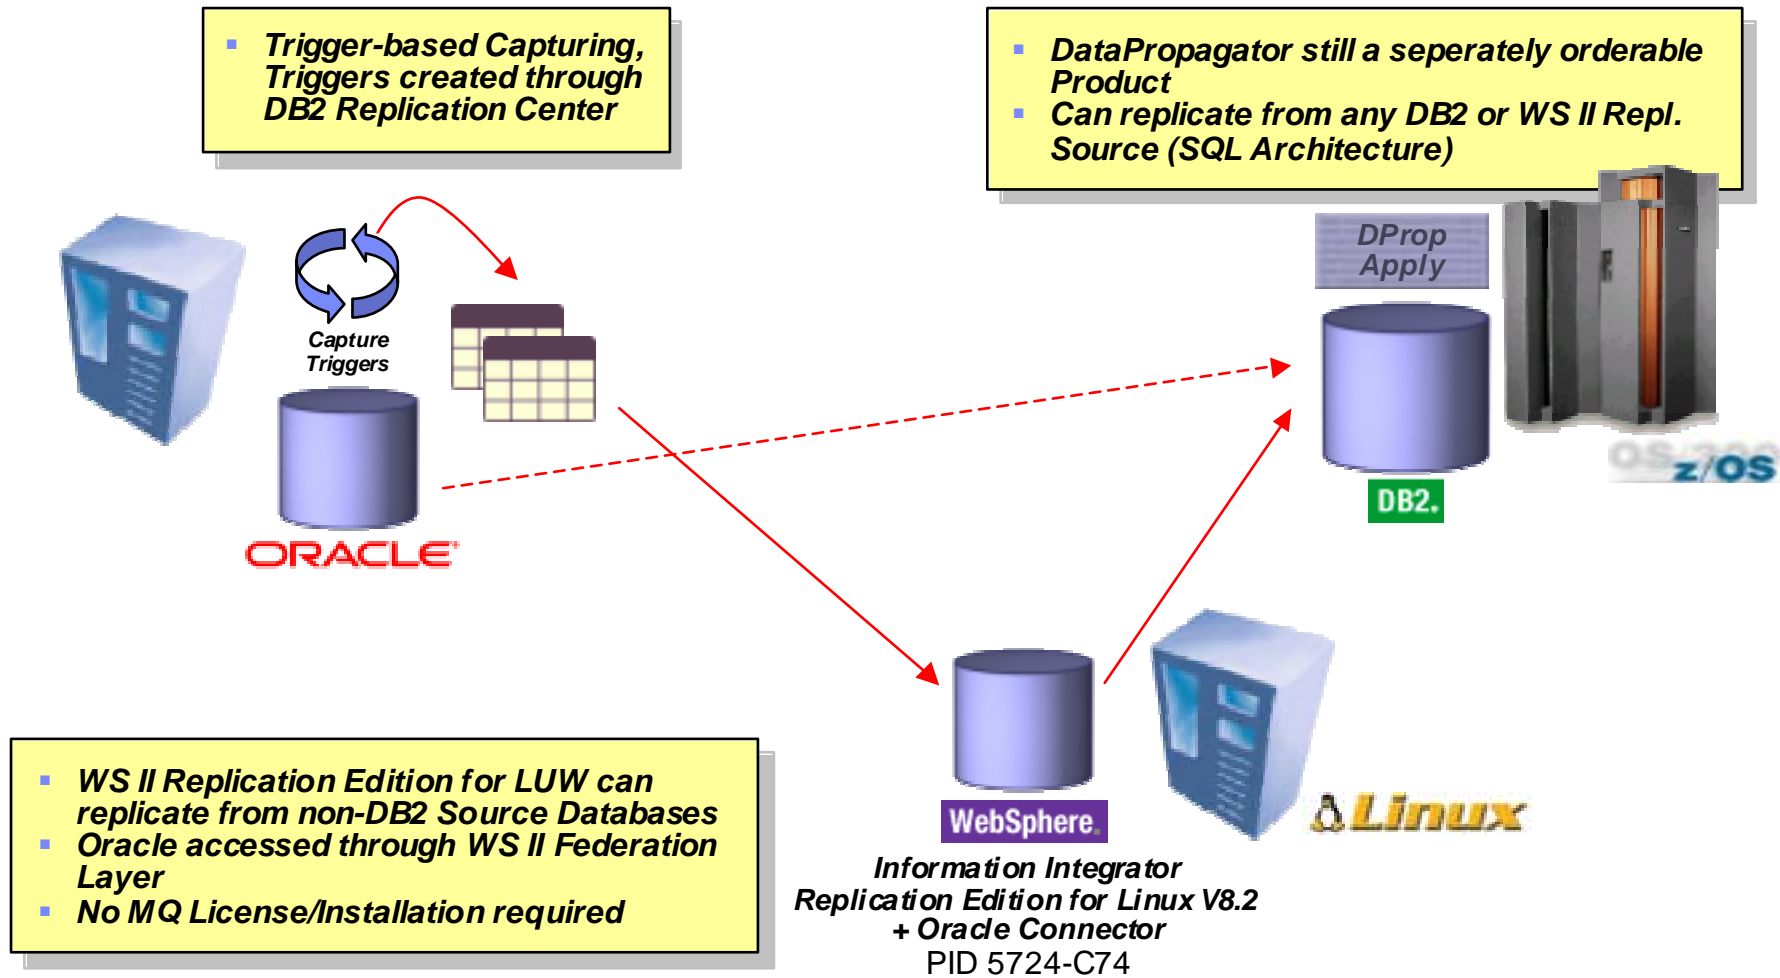 Trigger-based Capturing,
Triggers created through
DB2 Replication Center
DataPropagator still a seperately orderable
Product
Can replicate from any DB2 or WS II Repl.
Source (SQL Architecture)
DProp
Apply
Capture
Triggers
OS/390
z/OS
DB2.
ORACLE
WS II Replication Edition for LUW can
replicate from non-DB2 Source Databases
Oracle accessed through WS II Federation
Layer
No MQ License/Installation required
WebSphere.
Linux
Information Integrator
Replication Edition for Linux V8.2
+ Oracle Connector
PID 5724-C74